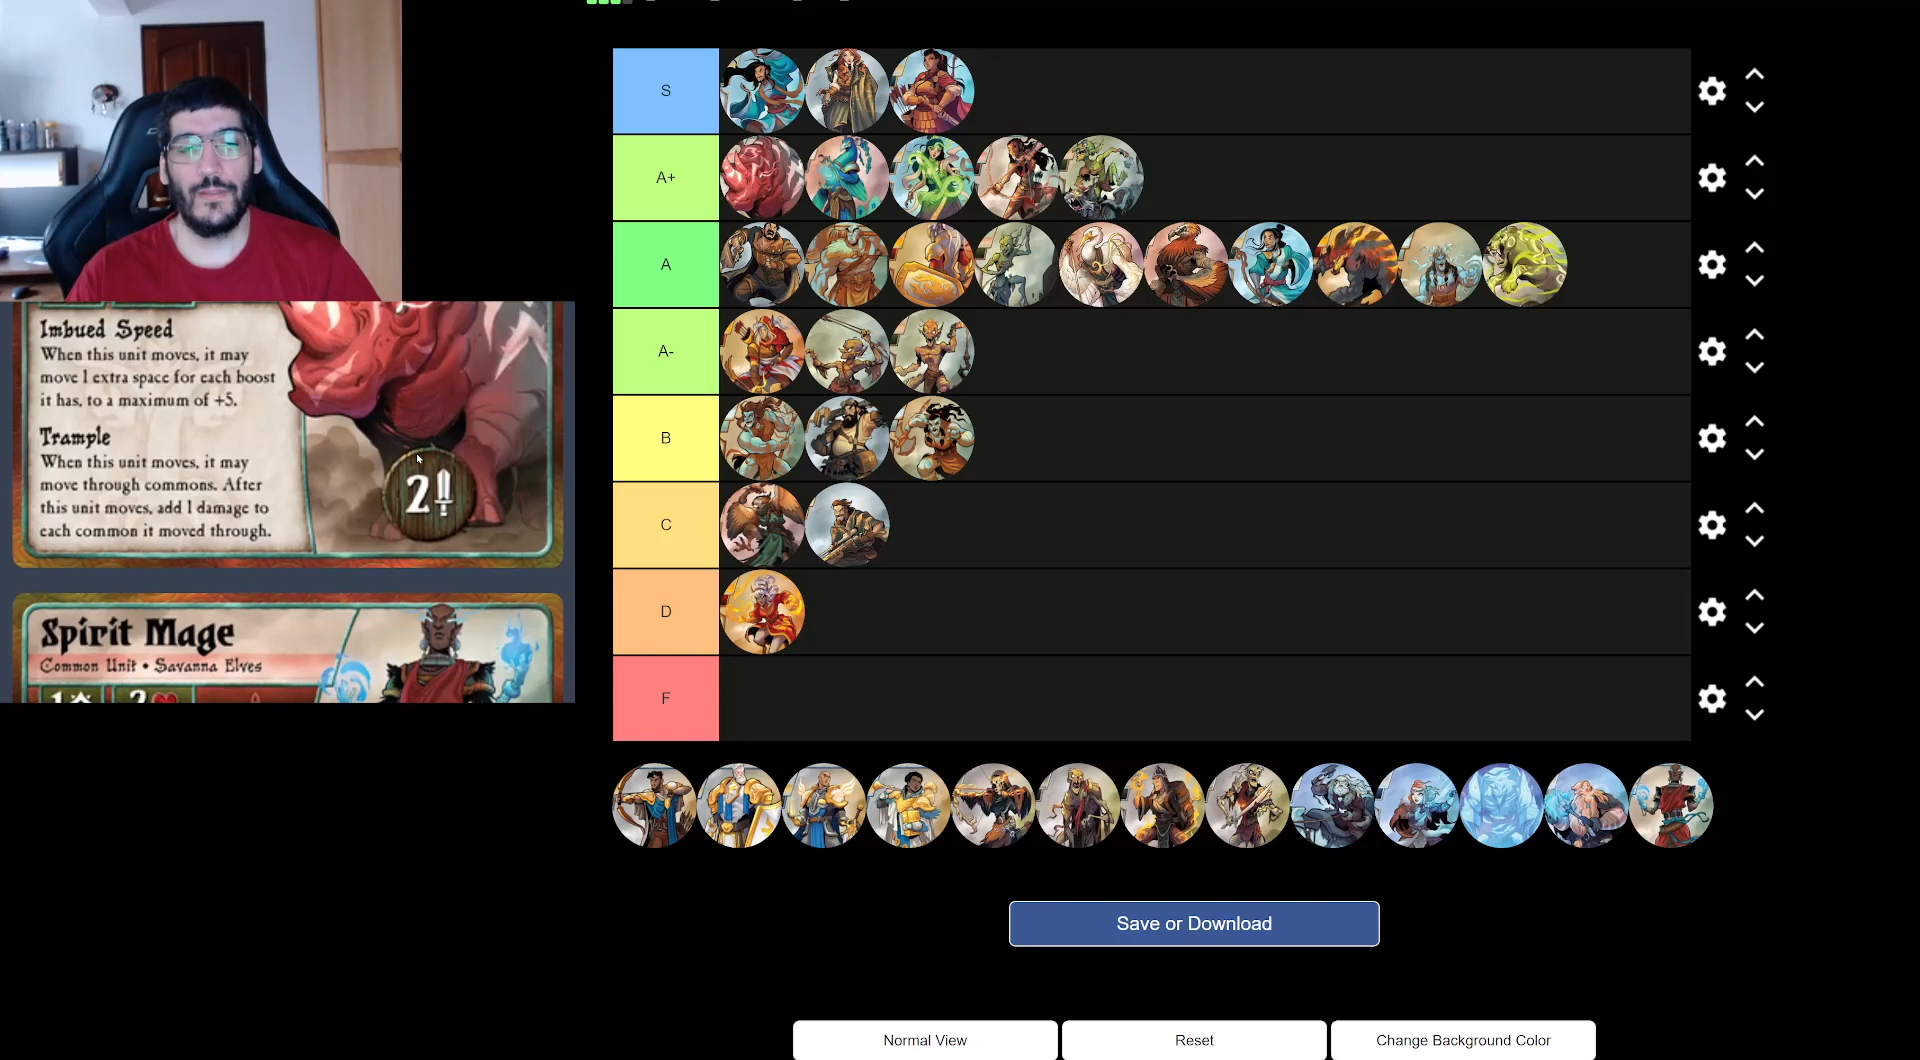 Imbued Speed
When this unit moves, it may
move 1 extra space for each boost
it has, to a maximum of +5.
Trample
When this unit moves, it may
move through commons. After
this unit moves, add 1 damage to
each common it moved through.
2
Spirit Mage
Common Unit • Savanna Elves
S
A+
A
A-
B
C
D
F
Save or Download
Normal View
Reset
Change Background Color